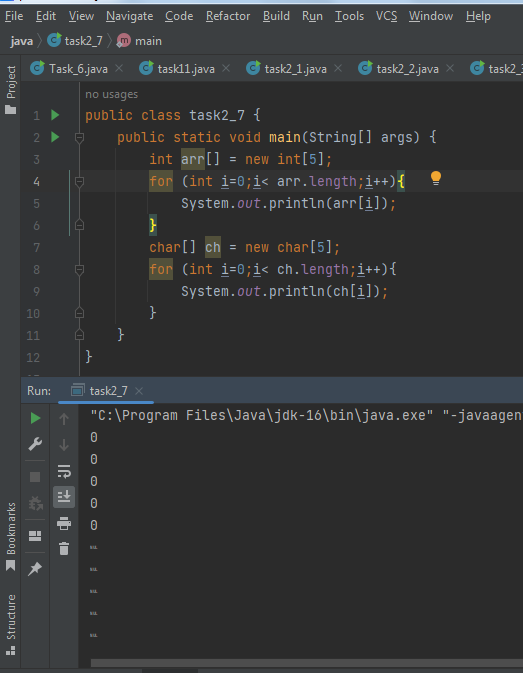 File Edit View Navigate Code Refactor Build Run Tools VCS Window Help
java task2_7 main
Project
Task_6.java task11.java task2_1.java task2_2.java task2_3
no usages
1 public class task2_7 {
2 public static void main(String[] args) {
3 int arr[] = new int[5];
4 for (int i=0;i< arr.length;i++){
5 System.out.println(arr[i]);
6 }
7 char[] ch = new char[5];
8 for (int i=0;i< ch.length;i++){
9 System.out.println(ch[i]);
10 }
11 }
12 }
Run: task2_7
"C:\Program Files\Java\jdk-16\bin\java.exe" "-javaagen
0
0
0
0
0
Bookmarks
Structure